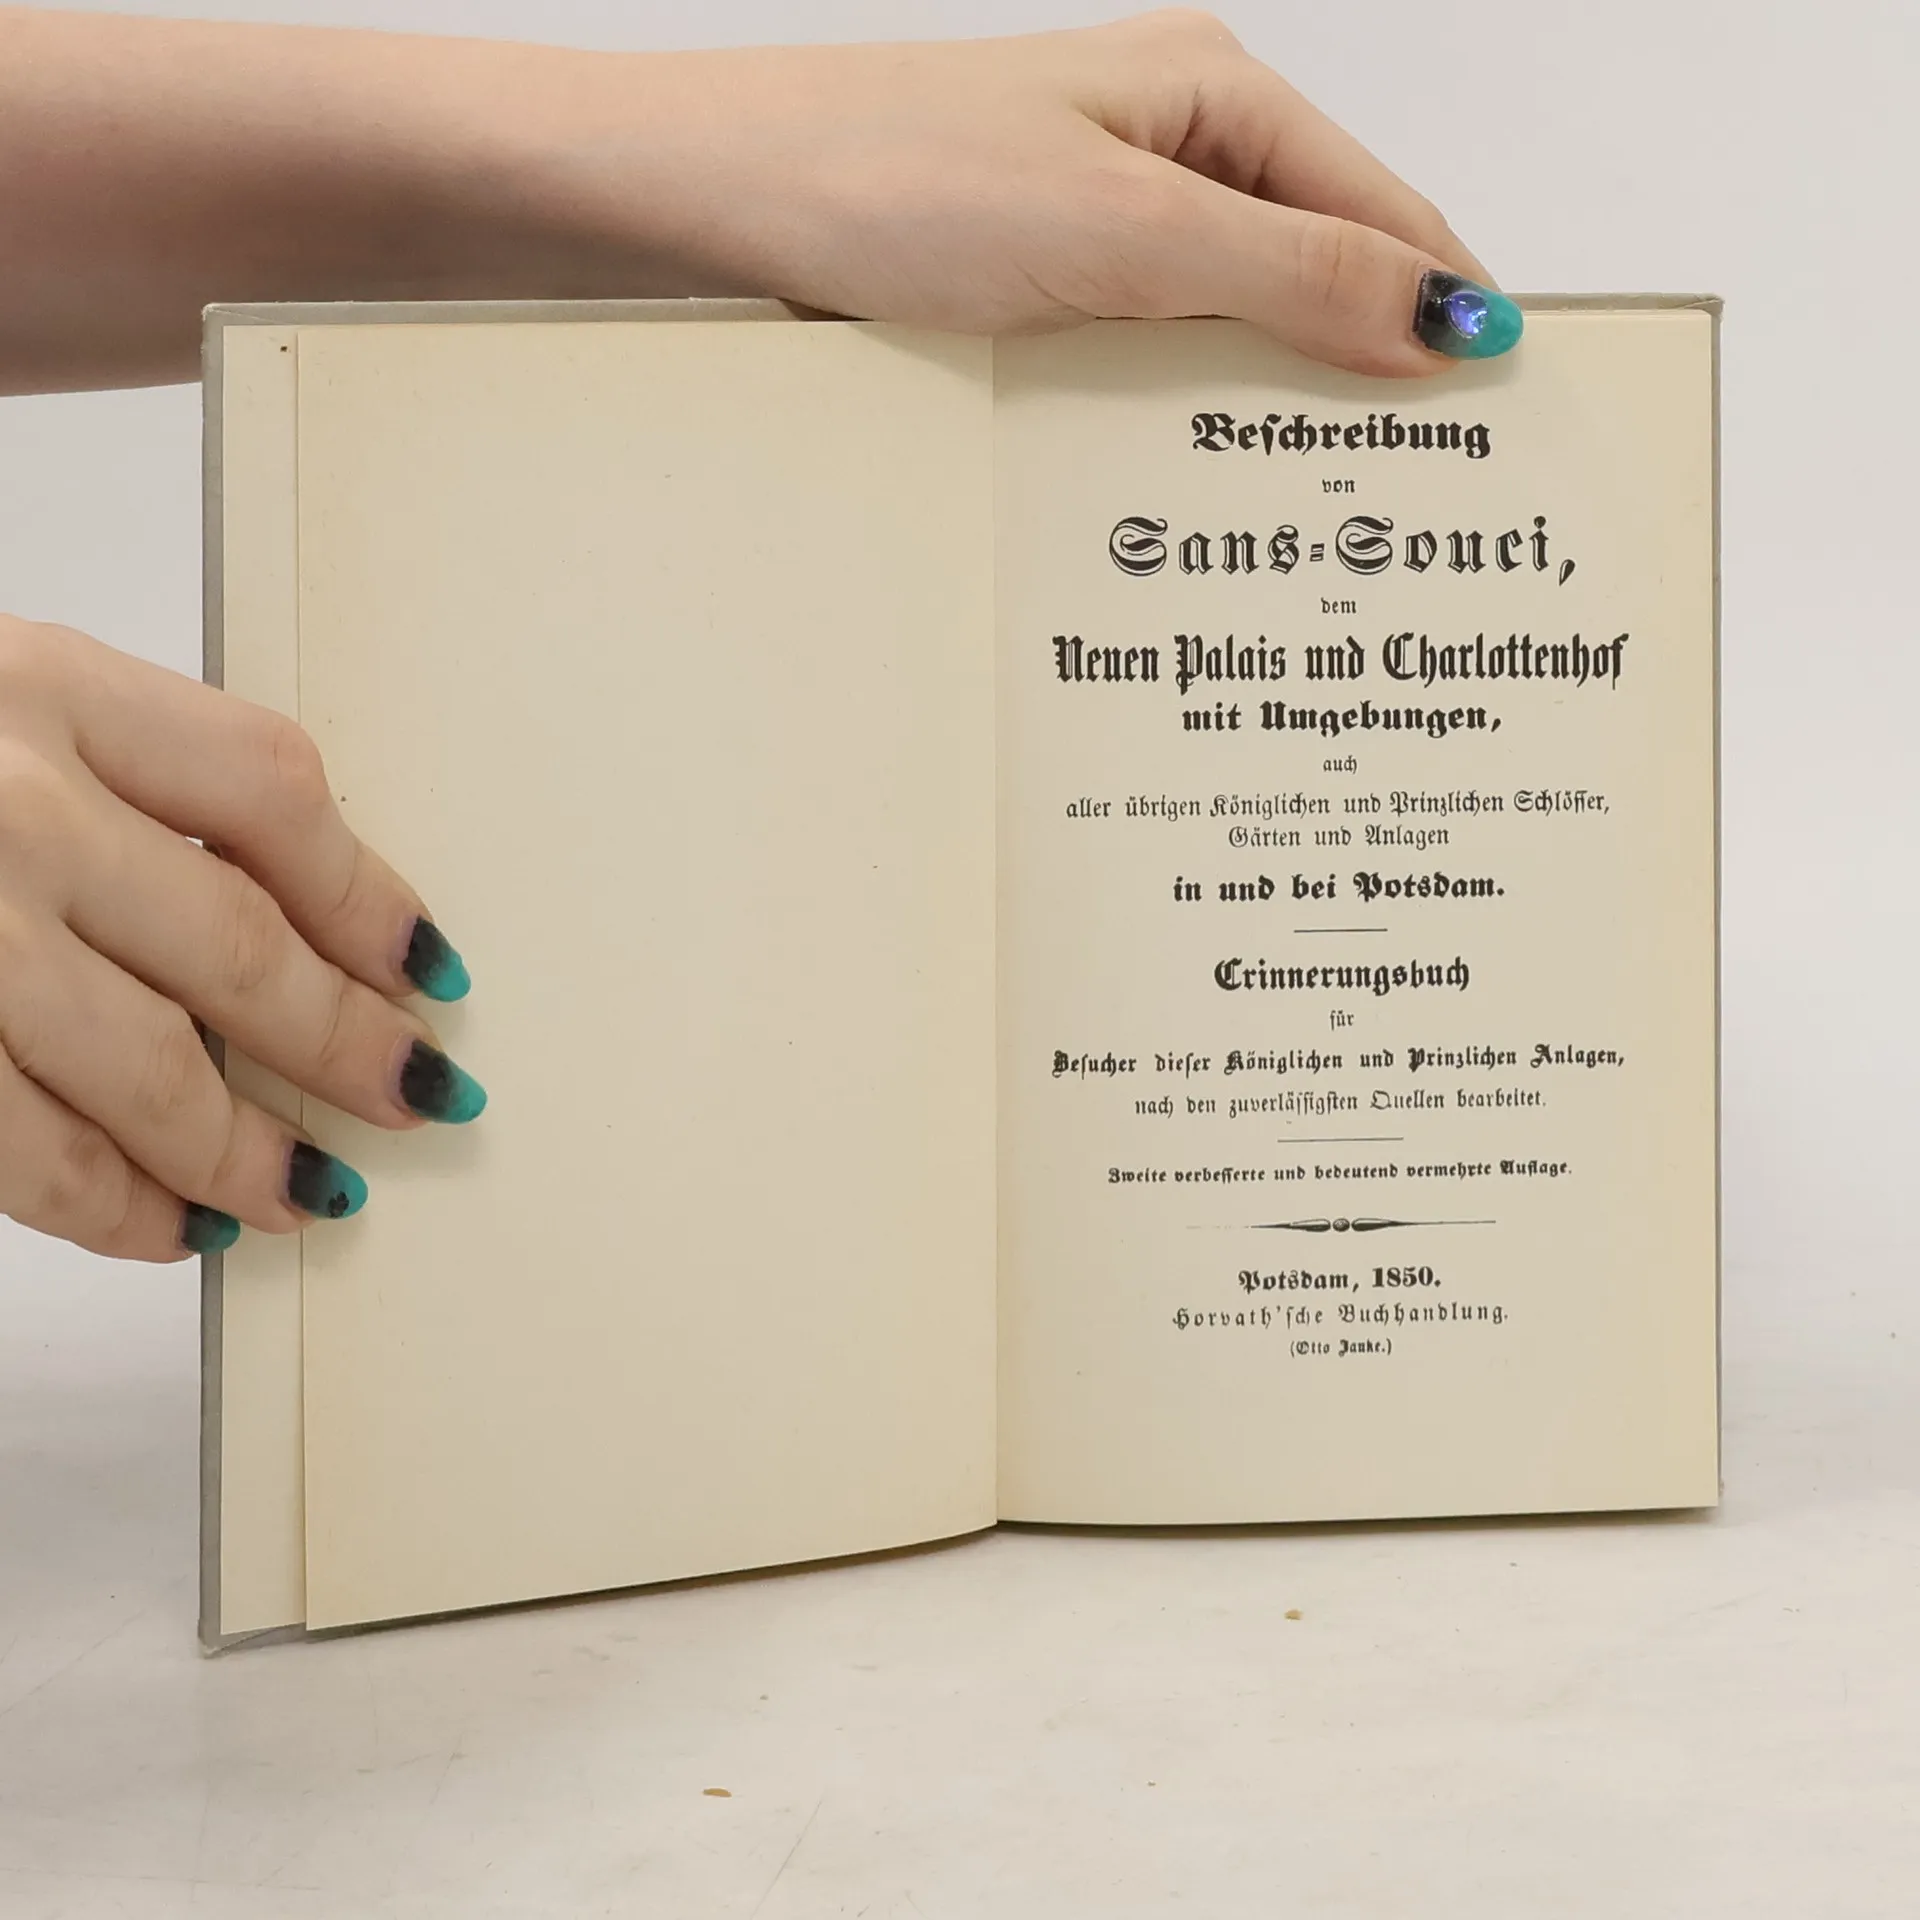 Beſchreibung
von
Sans-Souci,
dem
Neuen Palais und Charlottenhof
mit Umgebungen,
auch
aller übrigen Königlichen und Prinzlichen Schlöſſer,
Gärten und Anlagen
in und bei Potsdam.
Erinnerungsbuch
für
Beſucher dieſer Königlichen und Prinzlichen Anlagen,
nach den zuverläſſigſten Quellen bearbeitet.
Zweite verbeſſerte und bedeutend vermehrte Auflage.
Potsdam, 1850.
Horvath'ſche Buchhandlung.
(Otto Janke.)